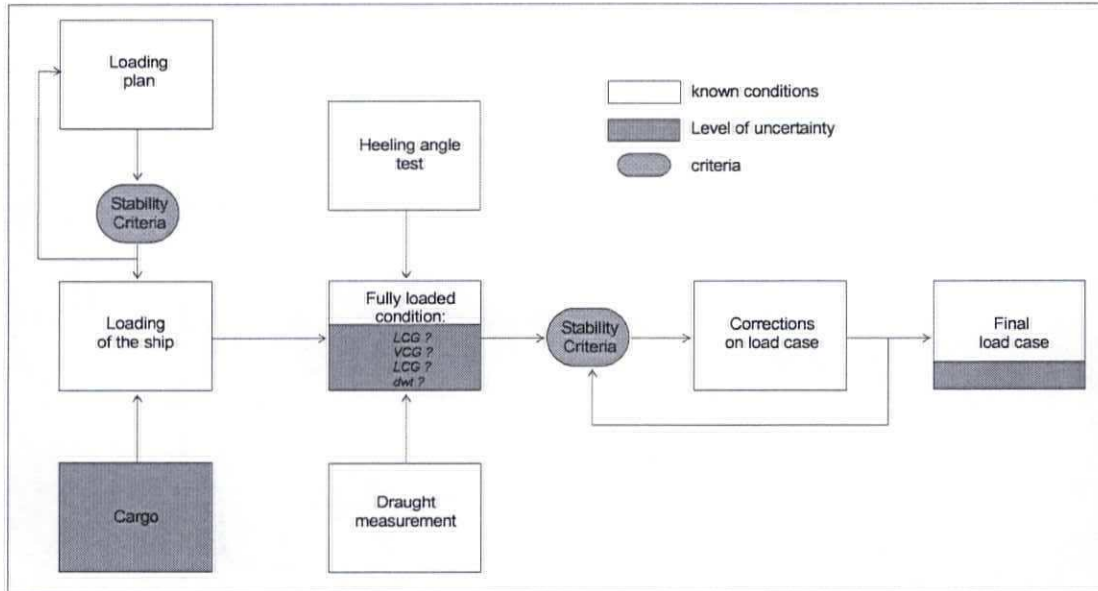 Loading
plan
Stability
Criteria
Loading
of the ship
Cargo
Heeling angle
test
Fully loaded
condition:
LCG ?
VCG ?
LCG ?
dwt ?
Draught
measurement
known conditions
Level of uncertainty
criteria
Stability
Criteria
Corrections
on load case
Final
load case